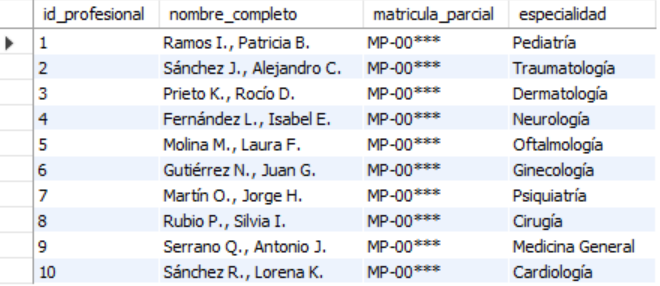 id_profesional nombre_completo matricula_parcial especialidad
1 Ramos I., Patricia B. MP-00*** Pediatría
2 Sánchez J., Alejandro C. MP-00*** Traumatología
3 Prieto K., Rocío D. MP-00*** Dermatología
4 Fernández L., Isabel E. MP-00*** Neurología
5 Molina M., Laura F. MP-00*** Oftalmología
6 Gutiérrez N., Juan G. MP-00*** Ginecología
7 Martín O., Jorge H. MP-00*** Psiquiatría
8 Rubio P., Silvia I. MP-00*** Cirugía
9 Serrano Q., Antonio J. MP-00*** Medicina General
10 Sánchez R., Lorena K. MP-00*** Cardiología